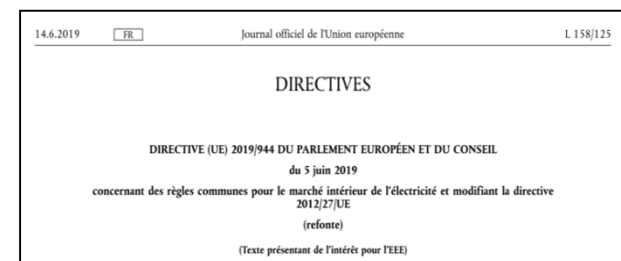 14.6.2019 FR Journal officiel de l'Union européenne L 158/125
DIRECTIVES
DIRECTIVE (UE) 2019/944 DU PARLEMENT EUROPÉEN ET DU CONSEIL
du 5 juin 2019
concernant des règles communes pour le marché intérieur de l'électricité et modifiant la directive
2012/27/UE
(refonte)
(Texte présentant de l'intérêt pour l'EEE)